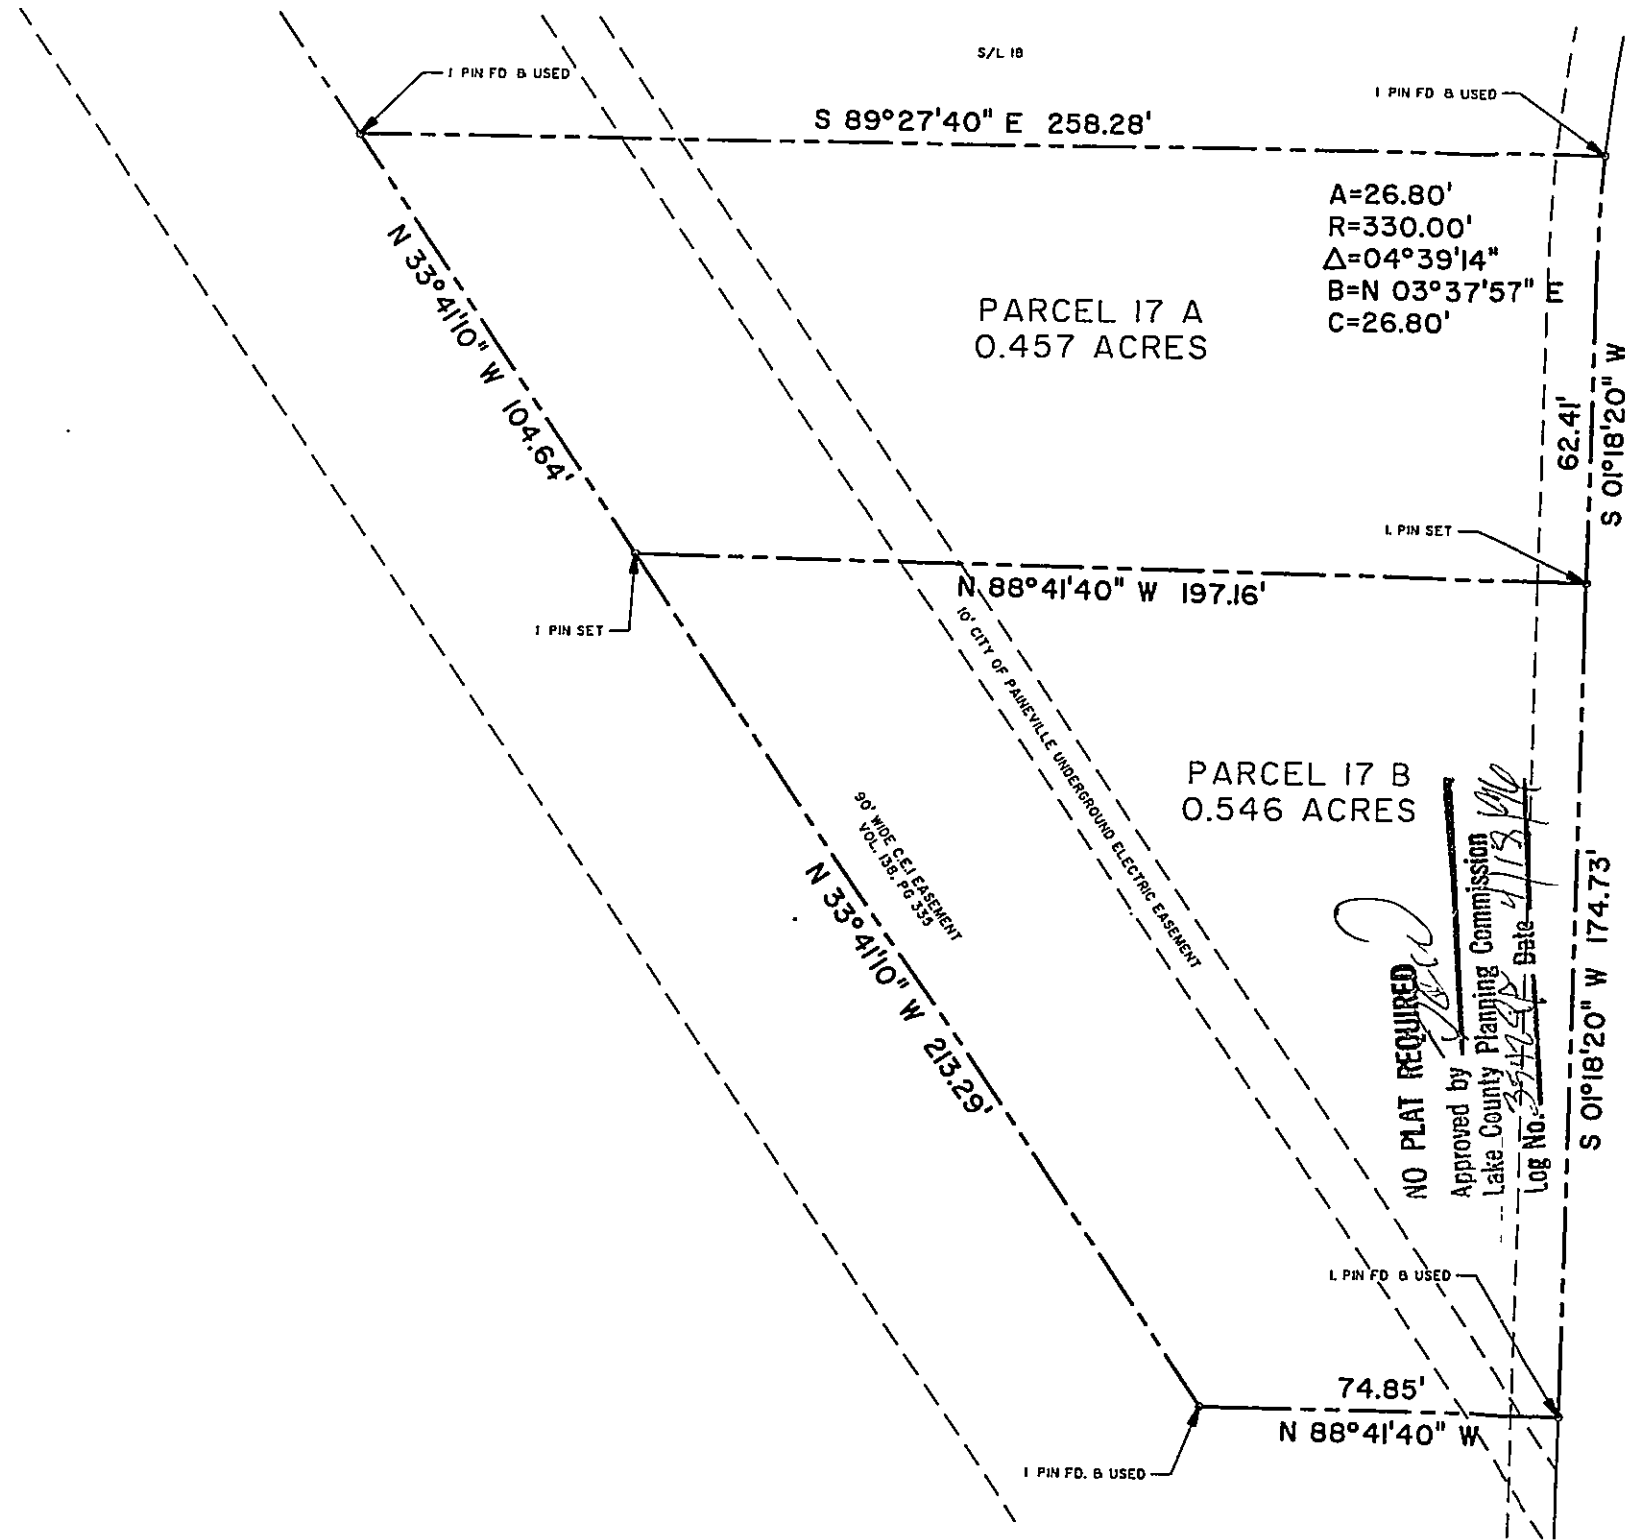 S/L 18
I PIN FD & USED
I PIN FD & USED
S 89°27'40" E 258.28'
A=26.80'
R=330.00'
Δ=04°39'14"
B=N 03°37'57" E
C=26.80'
N 33°41'10" W 104.64'
PARCEL 17 A
0.457 ACRES
62.41'
S 01°18'20" W
I. PIN SET
N 88°41'40" W 197.16'
I PIN SET
10' CITY OF PAINEVILLE UNDERGROUND ELECTRIC EASEMENT
PARCEL 17 B
0.546 ACRES
90' WIDE C.E.I EASEMENT
VOL. 138, PG 335
N 33°41'10" W 213.29'
S 01°18'20" W 174.73'
NO PLAT REQUIRED
Approved by
Lake County Planning Commission
Log No. Date
I. PIN FD & USED
74.85'
N 88°41'40" W
I PIN FD. & USED